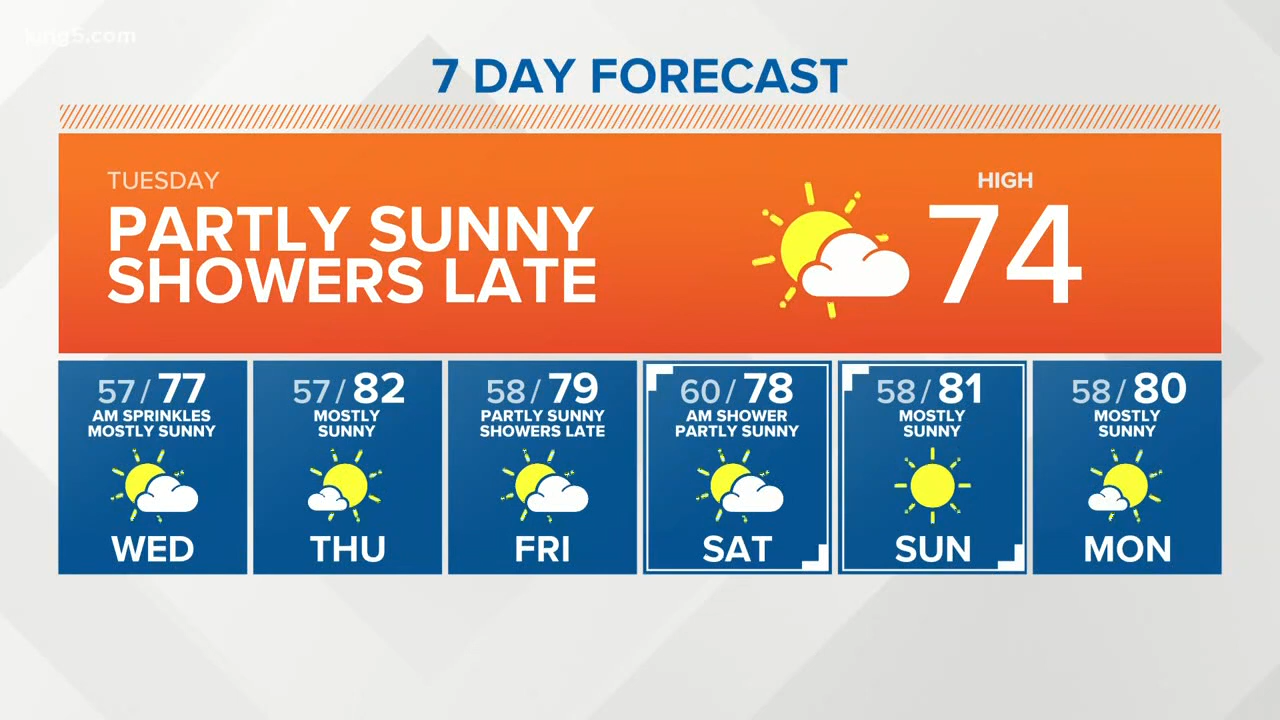 king5.com
7 DAY FORECAST
TUESDAY
PARTLY SUNNY
SHOWERS LATE
HIGH
74
57 / 77
AM SPRINKLES
MOSTLY SUNNY
WED
57 / 82
MOSTLY
SUNNY
THU
58 / 79
PARTLY SUNNY
SHOWERS LATE
FRI
60 / 78
AM SHOWER
PARTLY SUNNY
SAT
58 / 81
MOSTLY
SUNNY
SUN
58 / 80
MOSTLY
SUNNY
MON